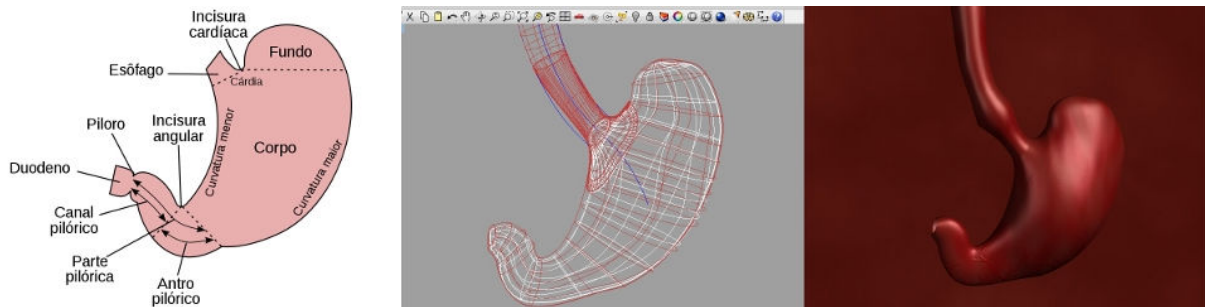 Incisura
cardíaca
Fundo
Esôfago
Cárdia
Piloro
Incisura
angular
Curvatura menor
Corpo
Curvatura maior
Duodeno
Canal
pilórico
Parte
pilórica
Antro
pilórico